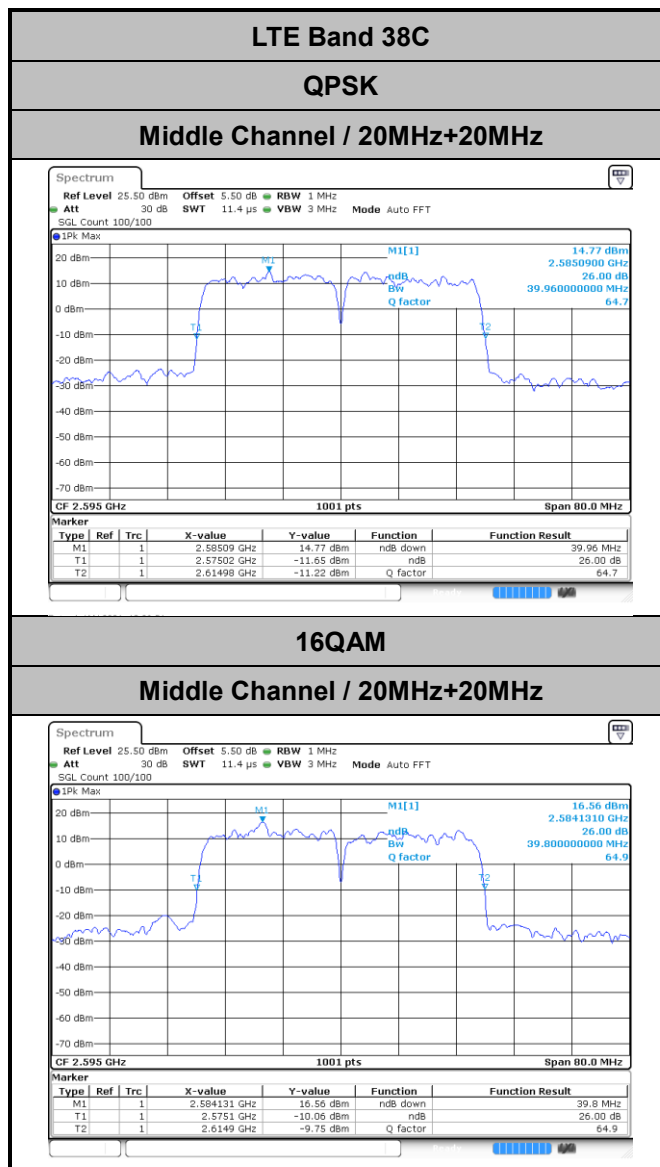 LTE Band 38C
QPSK
Middle Channel / 20MHz+20MHz
Spectrum
Ref Level 25.50 dBm Offset 5.50 dB RBW 1 MHz
Att 30 dB SWT 11.4 µs VBW 3 MHz Mode Auto FFT
SGL Count 100/100
1Pk Max
M1[1] 14.77 dBm
2.5850900 GHz
ndB 26.00 dB
Bw 39.960000000 MHz
Q factor 64.7
M1
T1
T2
20 dBm
10 dBm
0 dBm
-10 dBm
-20 dBm
-30 dBm
-40 dBm
-50 dBm
-60 dBm
-70 dBm
CF 2.595 GHz 1001 pts Span 80.0 MHz
Marker
Type Ref Trc X-value Y-value Function Function Result
M1 1 2.58509 GHz 14.77 dBm ndB down 39.96 MHz
T1 1 2.57502 GHz -11.65 dBm ndB 26.00 dB
T2 1 2.61498 GHz -11.22 dBm Q factor 64.7
16QAM
Middle Channel / 20MHz+20MHz
Spectrum
Ref Level 25.50 dBm Offset 5.50 dB RBW 1 MHz
Att 30 dB SWT 11.4 µs VBW 3 MHz Mode Auto FFT
SGL Count 100/100
1Pk Max
M1[1] 16.56 dBm
2.5841310 GHz
ndB 26.00 dB
Bw 39.800000000 MHz
Q factor 64.9
M1
T1
T2
20 dBm
10 dBm
0 dBm
-10 dBm
-20 dBm
-30 dBm
-40 dBm
-50 dBm
-60 dBm
-70 dBm
CF 2.595 GHz 1001 pts Span 80.0 MHz
Marker
Type Ref Trc X-value Y-value Function Function Result
M1 1 2.584131 GHz 16.56 dBm ndB down 39.8 MHz
T1 1 2.5751 GHz -10.06 dBm ndB 26.00 dB
T2 1 2.6149 GHz -9.75 dBm Q factor 64.9